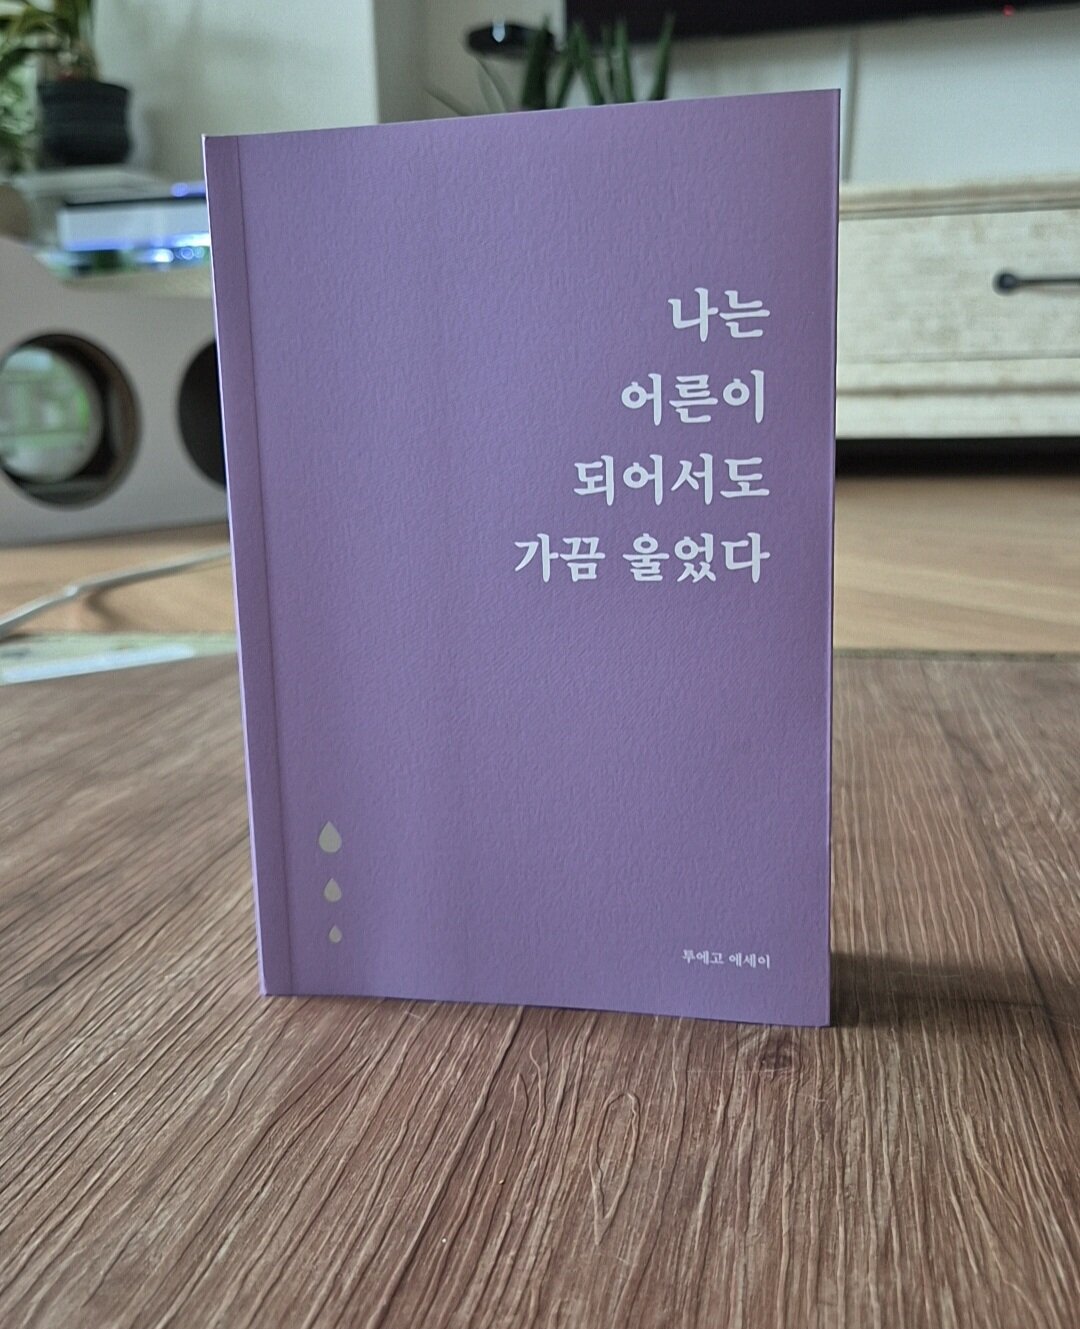 나는
어른이
되어서도
가끔 울었다
투에고 에세이